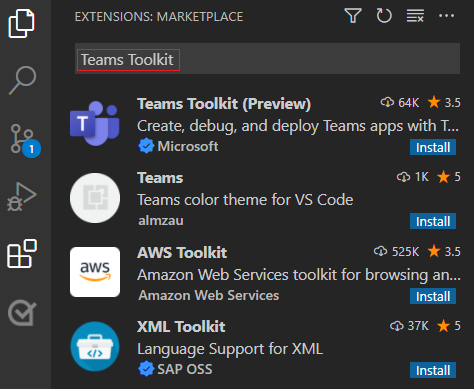 EXTENSIONS: MARKETPLACE
Teams Toolkit
Teams Toolkit (Preview) 64K 3.5
Create, debug, and deploy Teams apps with T...
Microsoft Install
Teams 1K 5
Teams color theme for VS Code
almzau Install
aws
AWS Toolkit 525K 3.5
Amazon Web Services toolkit for browsing an...
Amazon Web Services Install
XML Toolkit 37K 5
Language Support for XML
SAP OSS Install
1